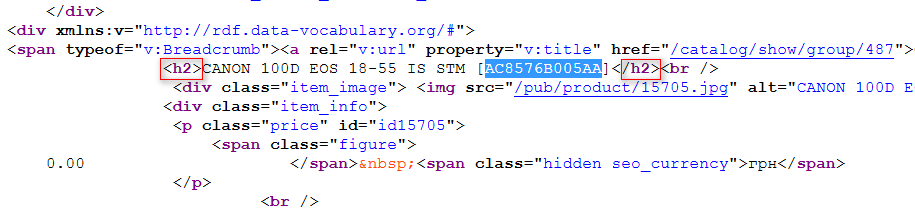 </div>
<div xmlns:v="http://rdf.data-vocabulary.org/#">
<span typeof="v:Breadcrumb"><a rel="v:url" property="v:title" href="/catalog/show/group/487">
<h2>CANON 100D EOS 18-55 IS STM [AC8576B005AA]</h2><br />
<div class="item_image"> <img src="/pub/product/15705.jpg" alt="CANON 100D E
<div class="item_info">
<p class="price" id="id15705">
<span class="figure">
0.00 </span>&nbsp;<span class="hidden seo_currency">грн</span>
</p>
<br />